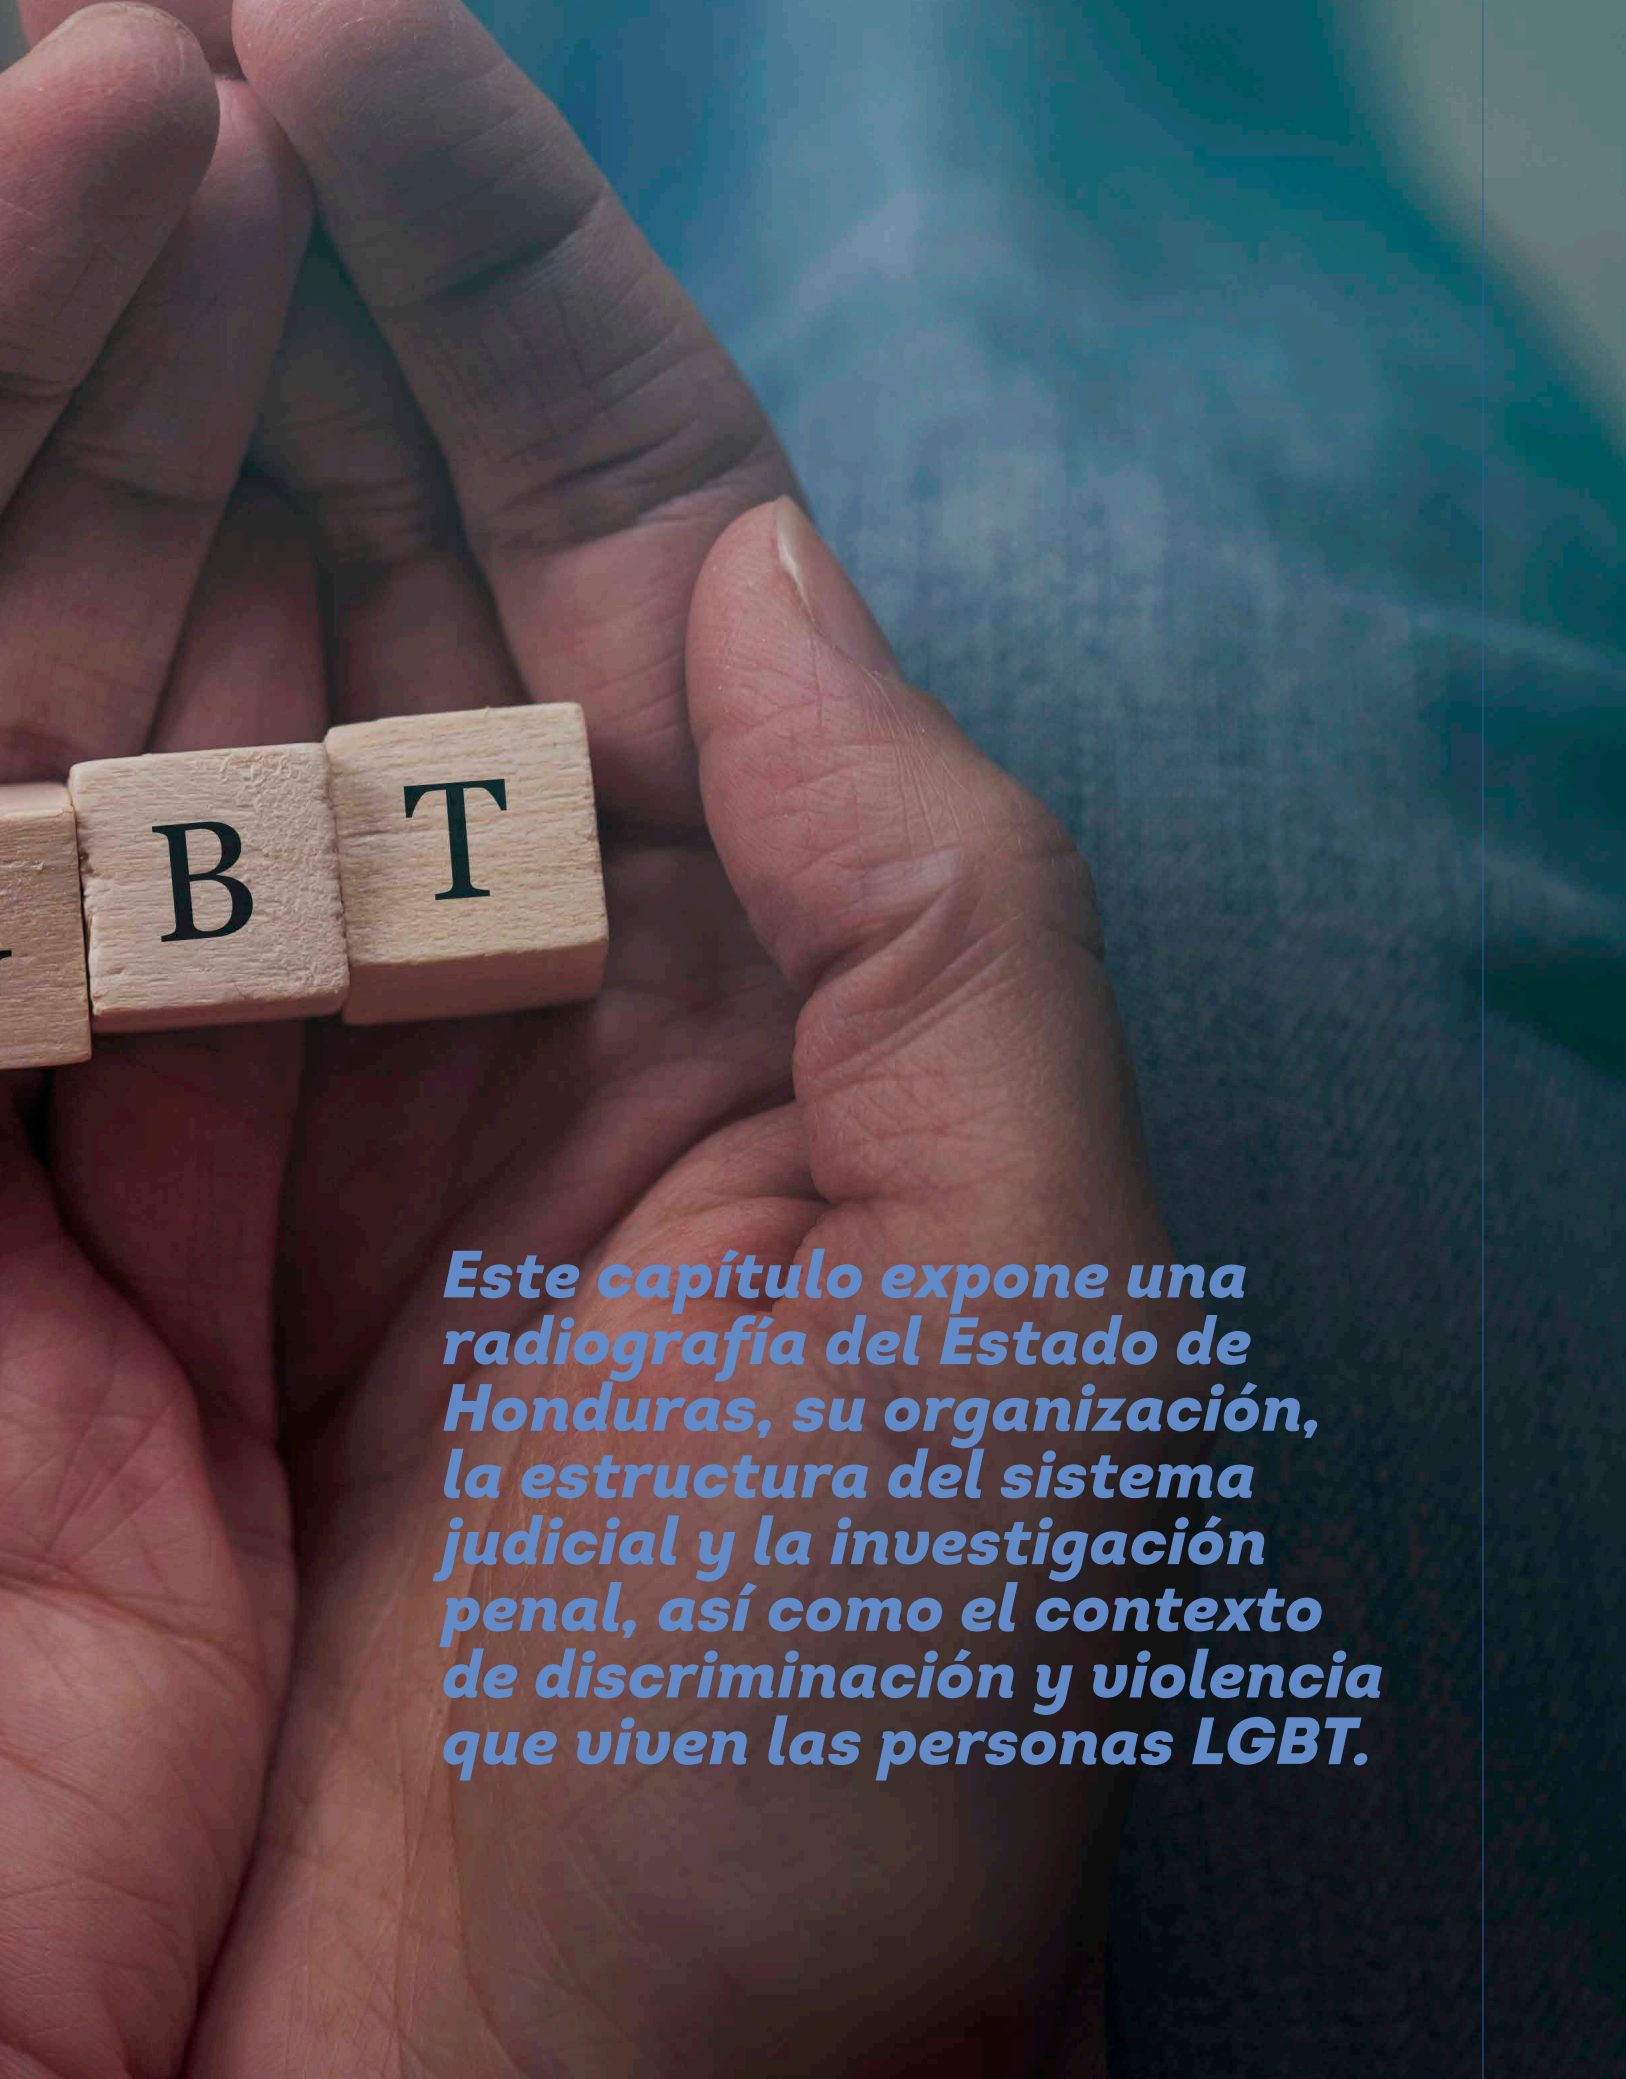 B T
Este capítulo expone una
radiografía del Estado de
Honduras, su organización,
la estructura del sistema
judicial y la investigación
penal, así como el contexto
de discriminación y violencia
que viven las personas LGBT.